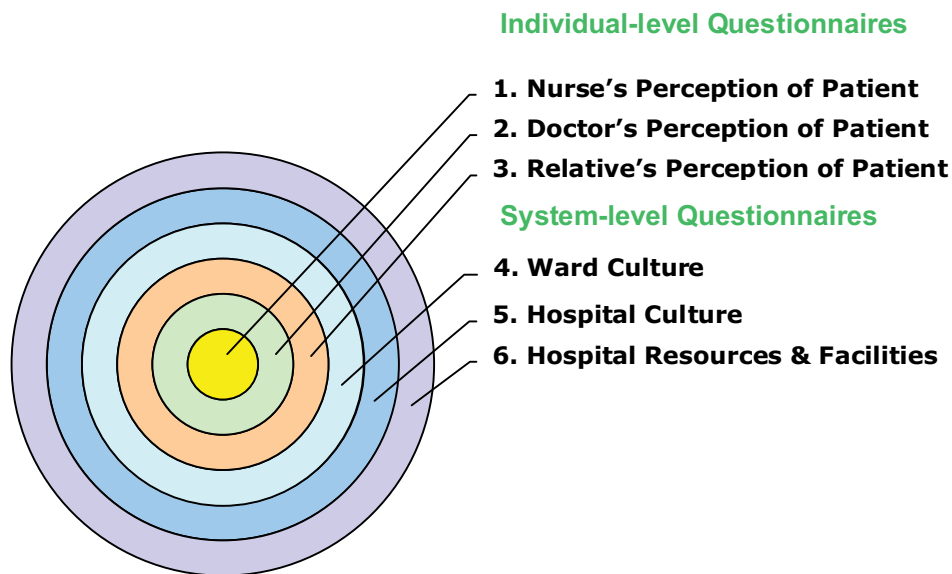 Individual-level Questionnaires
1. Nurse’s Perception of Patient
2. Doctor’s Perception of Patient
3. Relative’s Perception of Patient
System-level Questionnaires
4. Ward Culture
5. Hospital Culture
6. Hospital Resources & Facilities